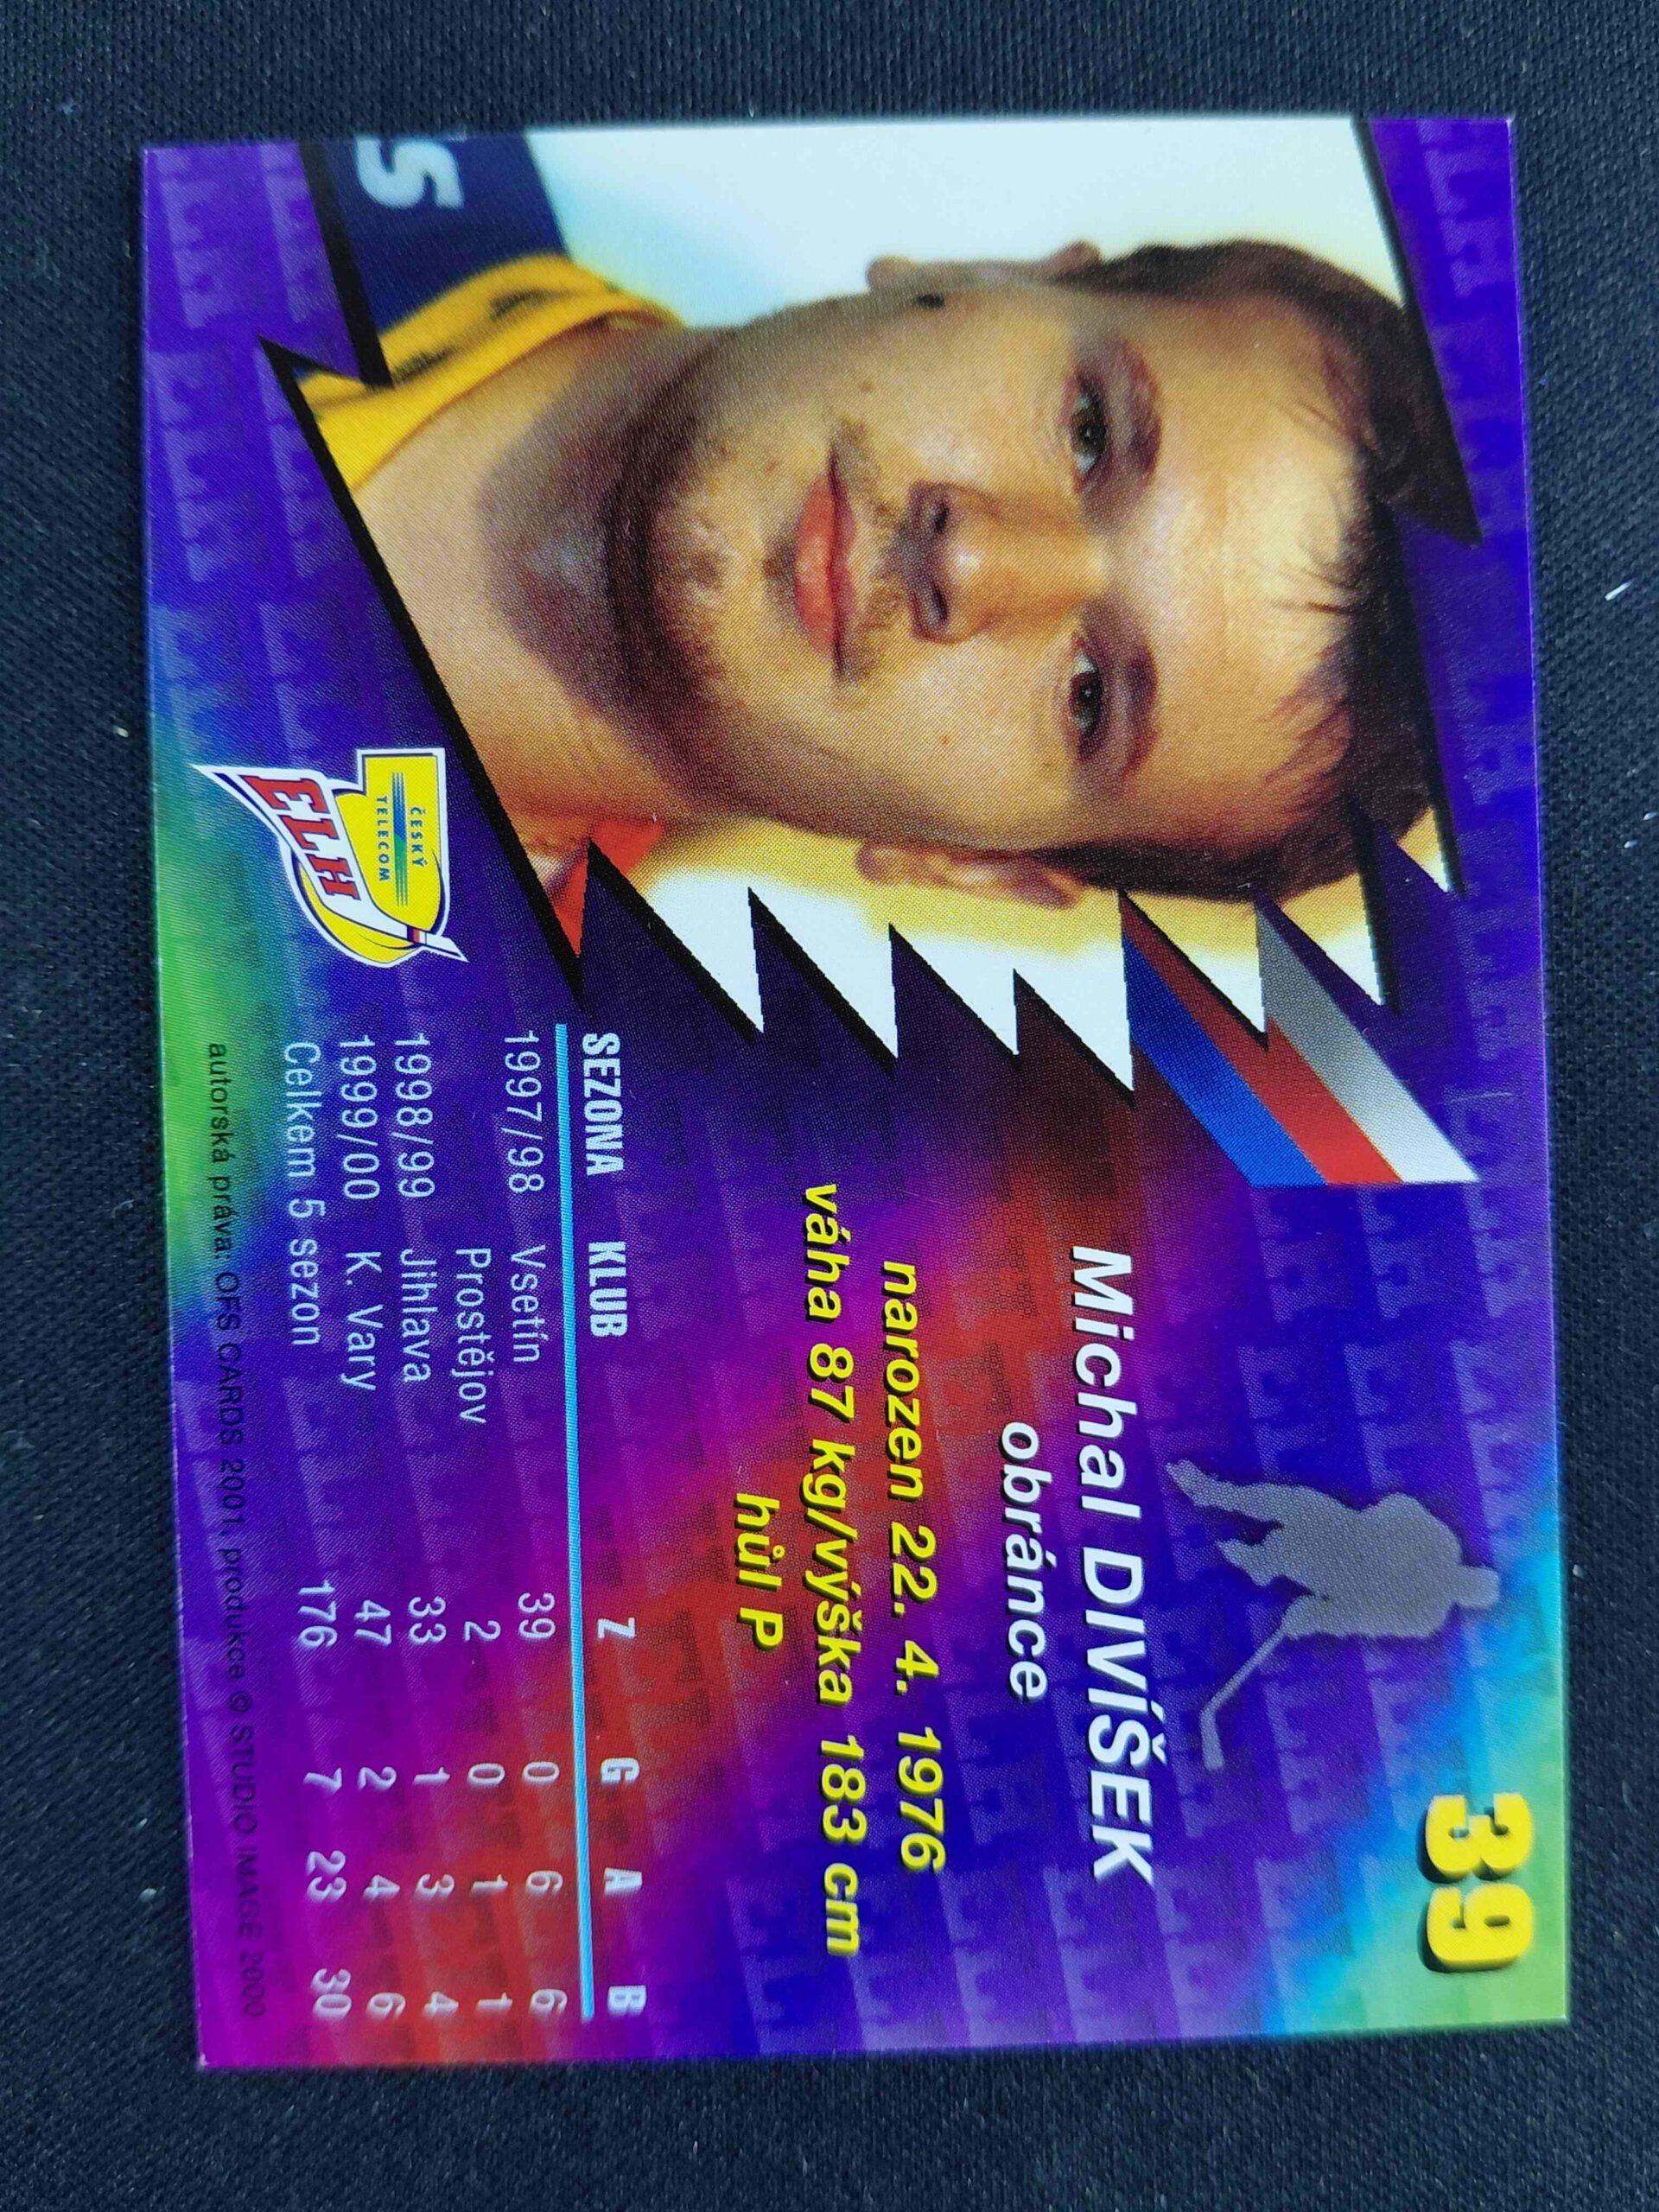 39
Michal DIVÍŠEK
obránce
narozen 22. 4. 1976
váha 87 kg/výška 183 cm
hůl P
SEZONA KLUB Z G A B
1997/98 Vsetín 39 0 6 6
Prostějov 2 0 1 1
1998/99 Jihlava 33 1 3 4
1999/00 K. Vary 47 2 4 6
Celkem 5 sezon 176 7 23 30
ČESKÝ
TELECOM
ELH
autorská práva: OFS CARDS 2001, produkce © STUDIO IMAGE 2000